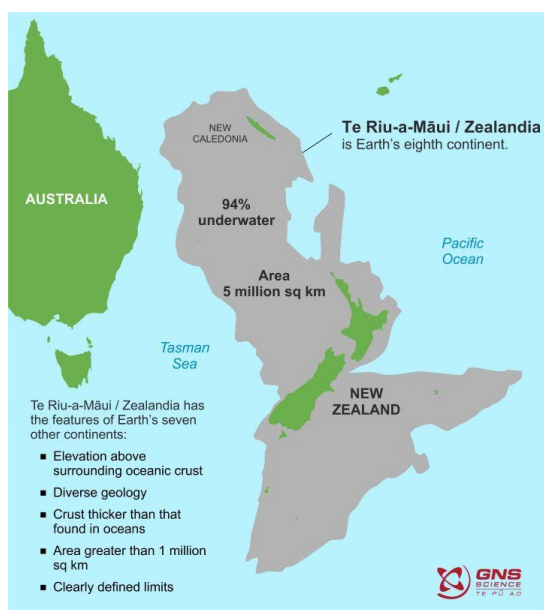 Te Riu-a-Māui / Zealandia
is Earth's eighth continent.
NEW
CALEDONIA
AUSTRALIA
94%
underwater
Pacific
Ocean
Area
5 million sq km
Tasman
Sea
NEW
ZEALAND
Te Riu-a-Māui / Zealandia has
the features of Earth's seven
other continents:
■ Elevation above
surrounding oceanic crust
■ Diverse geology
■ Crust thicker than that
found in oceans
■ Area greater than 1 million
sq km
■ Clearly defined limits
GNS
SCIENCE
TE PŪ AO